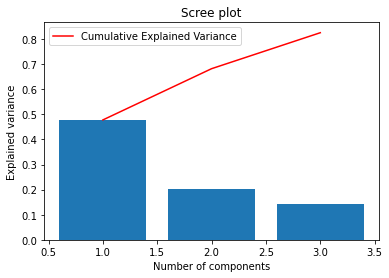 Scree plot
Cumulative Explained Variance
Explained variance
0.8
0.7
0.6
0.5
0.4
0.3
0.2
0.1
0.0
0.5 1.0 1.5 2.0 2.5 3.0 3.5
Number of components